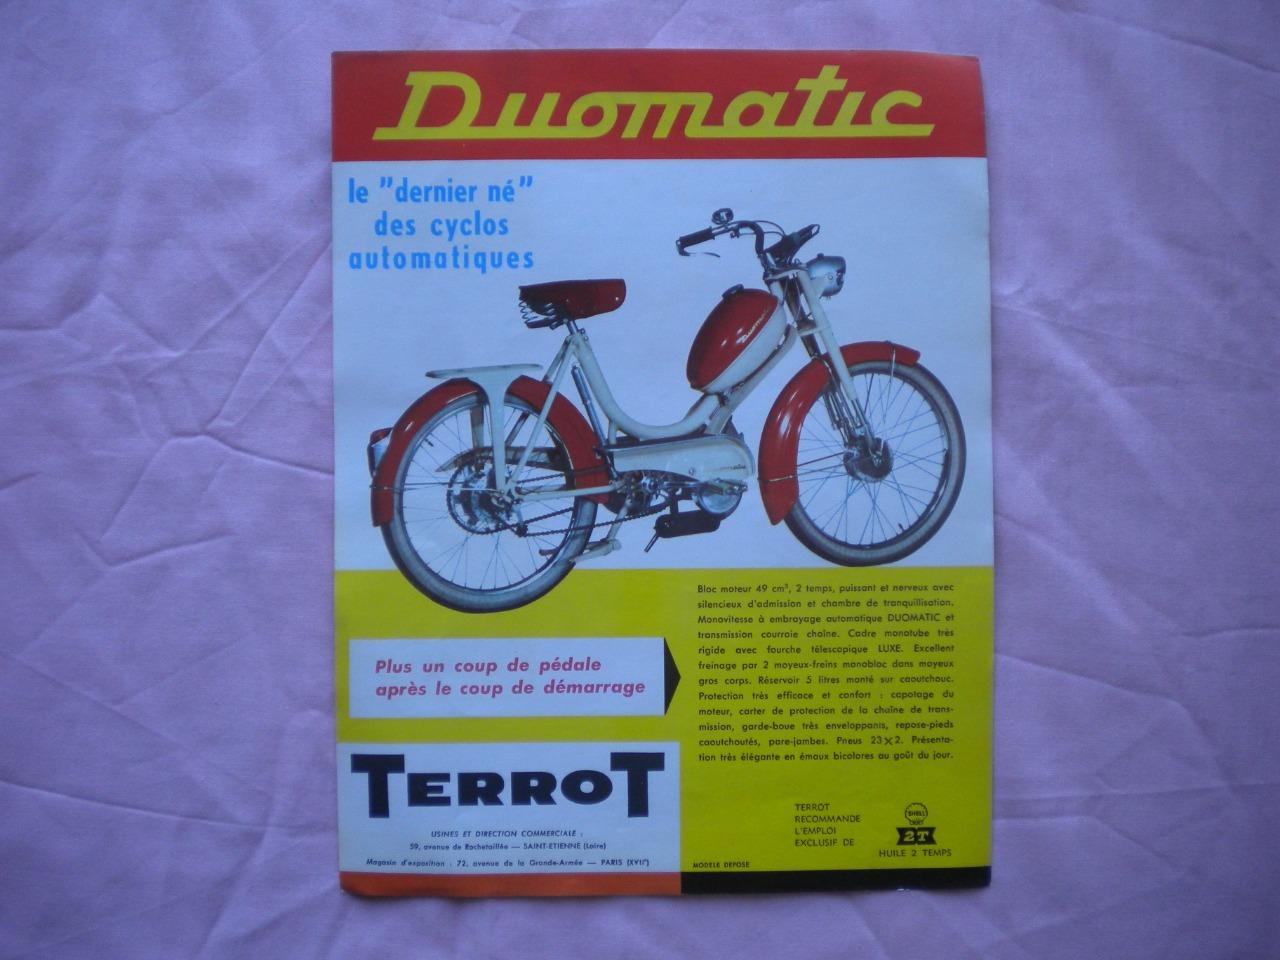 Duomatic
le "dernier né"
des cyclos
automatiques
Duomatic
Bloc moteur 49 cm³, 2 temps, puissant et nerveux avec
silencieux d'admission et chambre de tranquillisation.
Monovitesse à embrayage automatique DUOMATIC et
transmission courroie chaîne. Cadre monotube très
rigide avec fourche télescopique LUXE. Excellent
freinage par 2 moyeux-freins monobloc dans moyeux
gros corps. Réservoir 5 litres monté sur caoutchouc.
Protection très efficace et confort : capotage du
moteur, carter de protection de la chaîne de trans-
mission, garde-boue très enveloppants, repose-pieds
caoutchoutés, pare-jambes. Pneus 23 × 2. Présenta-
tion très élégante en émaux bicolores au goût du jour.
Plus un coup de pédale
après le coup de démarrage
TERROT
USINES ET DIRECTION COMMERCIALE :
59, avenue de Rochetaillée — SAINT-ETIENNE (Loire)
Magasin d'exposition : 72, avenue de la Grande-Armée — PARIS (XVIIe)
TERROT
RECOMMANDE
L'EMPLOI
EXCLUSIF DE
SHELL
2T
HUILE 2 TEMPS
MODELE DEPOSE